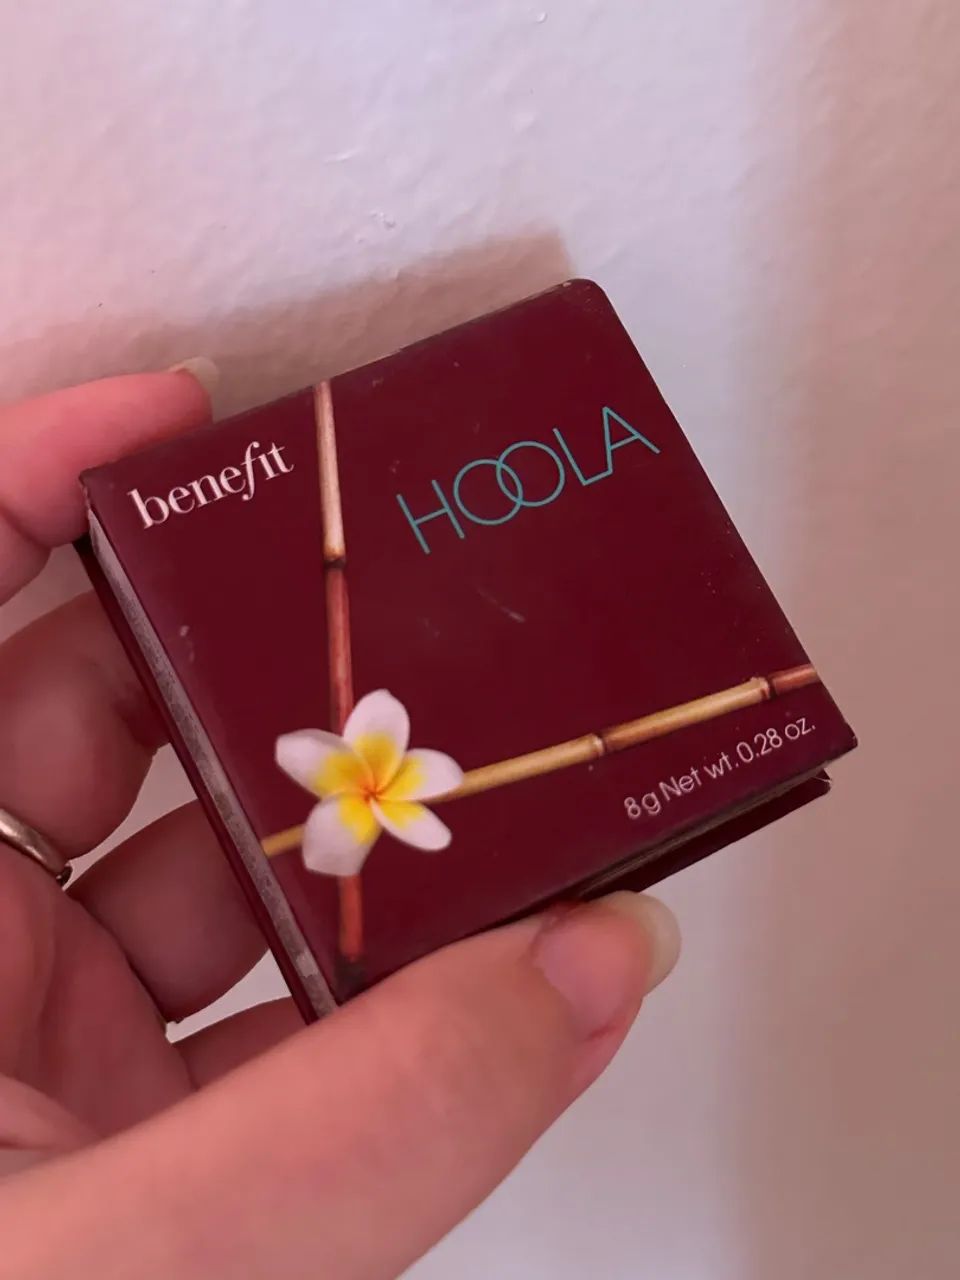 benefit
HOOLA
8g Net wt. 0.28 oz.